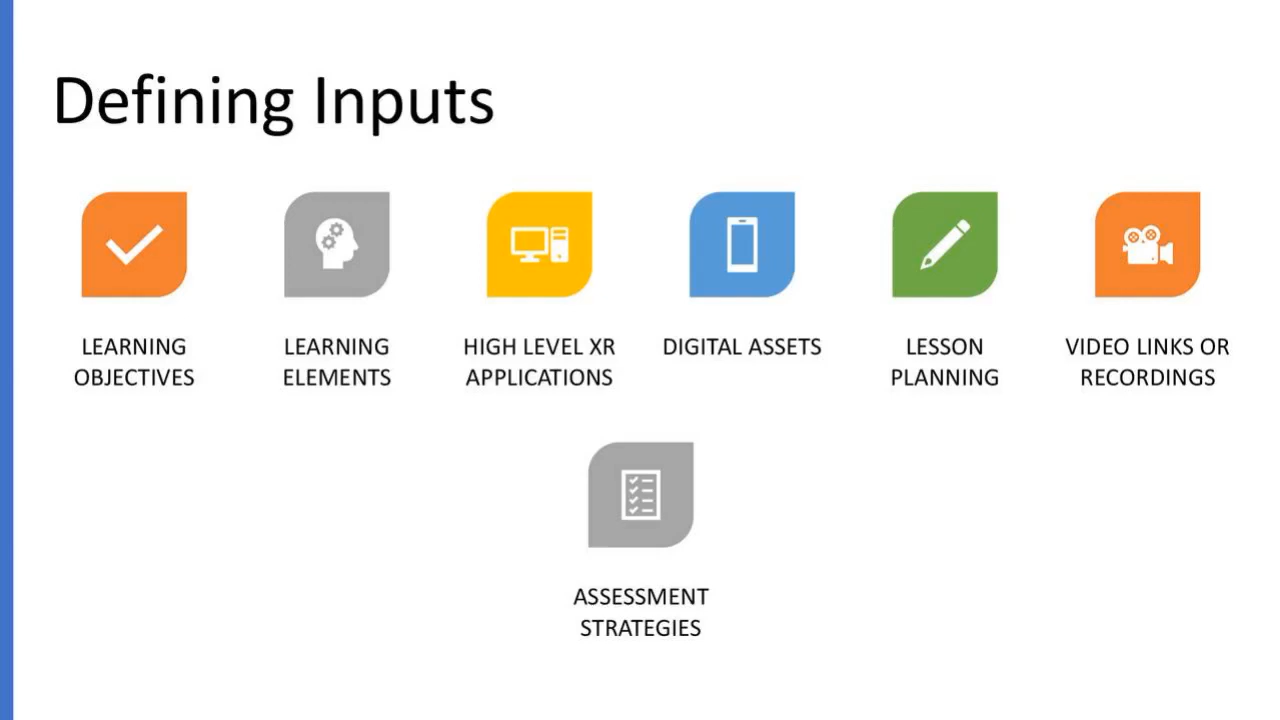 Defining Inputs
LEARNING
OBJECTIVES
LEARNING
ELEMENTS
HIGH LEVEL XR
APPLICATIONS
DIGITAL ASSETS
LESSON
PLANNING
VIDEO LINKS OR
RECORDINGS
ASSESSMENT
STRATEGIES